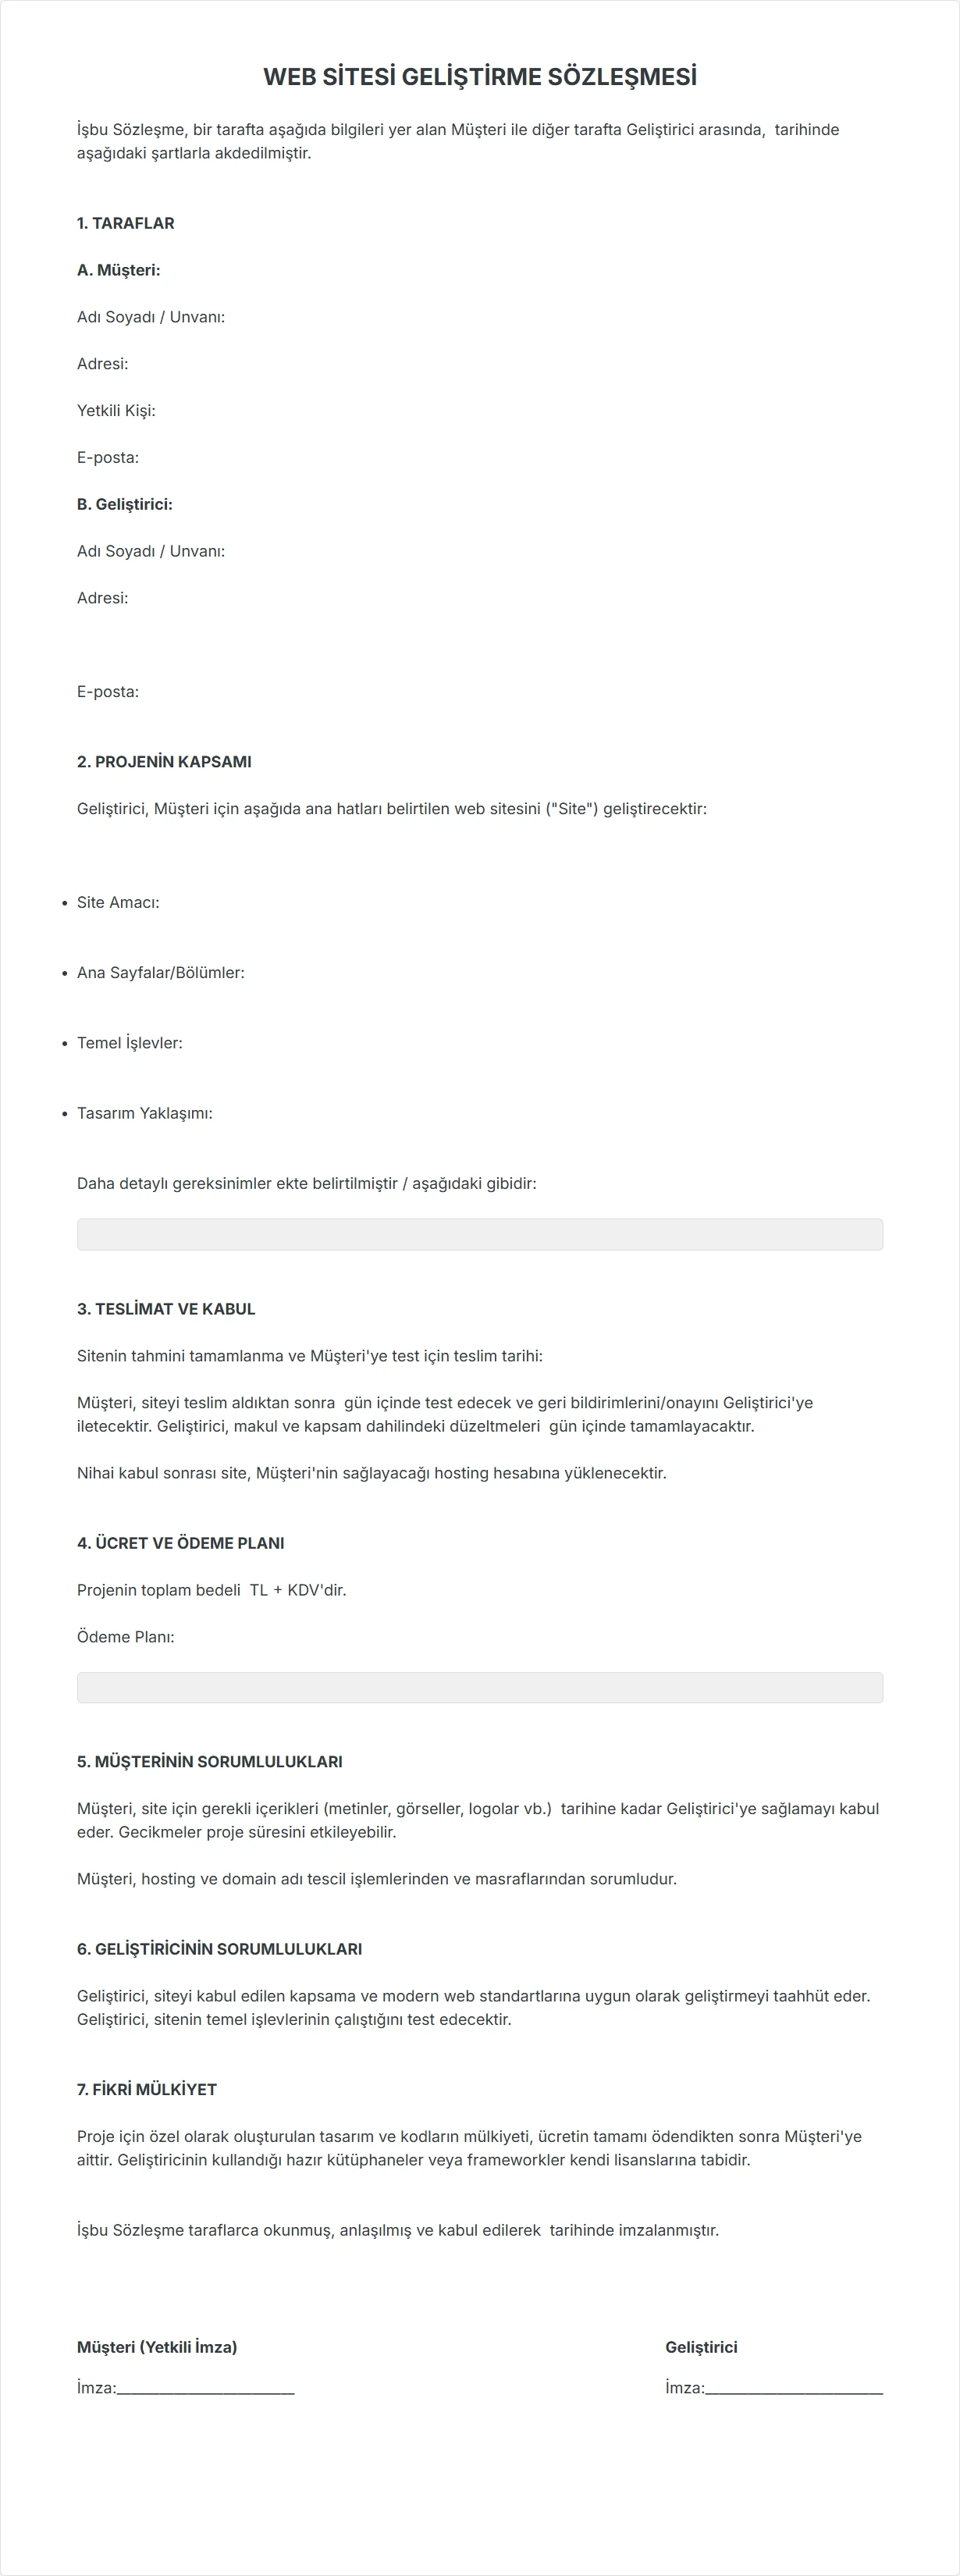 WEB SİTESİ GELİŞTİRME SÖZLEŞMESİ
İşbu Sözleşme, bir tarafta aşağıda bilgileri yer alan Müşteri ile diğer tarafta Geliştirici arasında,  tarihinde
aşağıdaki şartlarla akdedilmiştir.
1. TARAFLAR
A. Müşteri:
Adı Soyadı / Unvanı:
Adresi:
Yetkili Kişi:
E-posta:
B. Geliştirici:
Adı Soyadı / Unvanı:
Adresi:
E-posta:
2. PROJENİN KAPSAMI
Geliştirici, Müşteri için aşağıda ana hatları belirtilen web sitesini ("Site") geliştirecektir:
• Site Amacı:
• Ana Sayfalar/Bölümler:
• Temel İşlevler:
• Tasarım Yaklaşımı:
Daha detaylı gereksinimler ekte belirtilmiştir / aşağıdaki gibidir:
3. TESLİMAT VE KABUL
Sitenin tahmini tamamlanma ve Müşteri'ye test için teslim tarihi:
Müşteri, siteyi teslim aldıktan sonra  gün içinde test edecek ve geri bildirimlerini/onayını Geliştirici'ye
iletecektir. Geliştirici, makul ve kapsam dahilindeki düzeltmeleri  gün içinde tamamlayacaktır.
Nihai kabul sonrası site, Müşteri'nin sağlayacağı hosting hesabına yüklenecektir.
4. ÜCRET VE ÖDEME PLANI
Projenin toplam bedeli  TL + KDV'dir.
Ödeme Planı:
5. MÜŞTERİNİN SORUMLULUKLARI
Müşteri, site için gerekli içerikleri (metinler, görseller, logolar vb.)  tarihine kadar Geliştirici'ye sağlamayı kabul
eder. Gecikmeler proje süresini etkileyebilir.
Müşteri, hosting ve domain adı tescil işlemlerinden ve masraflarından sorumludur.
6. GELİŞTİRİCİNİN SORUMLULUKLARI
Geliştirici, siteyi kabul edilen kapsama ve modern web standartlarına uygun olarak geliştirmeyi taahhüt eder.
Geliştirici, sitenin temel işlevlerinin çalıştığını test edecektir.
7. FİKRİ MÜLKİYET
Proje için özel olarak oluşturulan tasarım ve kodların mülkiyeti, ücretin tamamı ödendikten sonra Müşteri'ye
aittir. Geliştiricinin kullandığı hazır kütüphaneler veya frameworkler kendi lisanslarına tabidir.
İşbu Sözleşme taraflarca okunmuş, anlaşılmış ve kabul edilerek  tarihinde imzalanmıştır.
Müşteri (Yetkili İmza)
İmza:_________________________
Geliştirici
İmza:_________________________